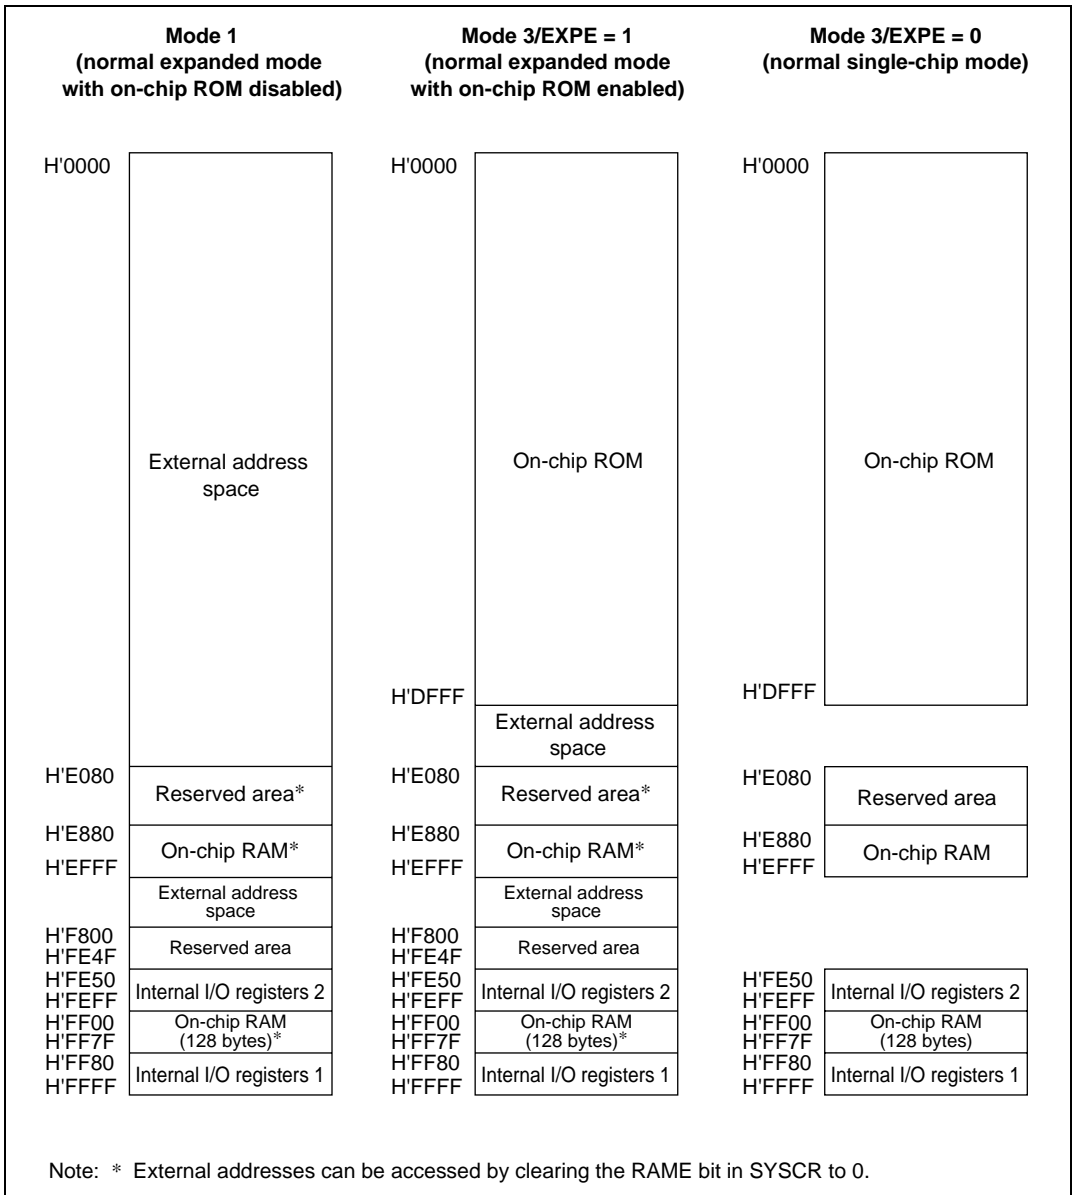 Mode 1
(normal expanded mode
with on-chip ROM disabled)
H'0000
External address
space
H'E080
Reserved area*
H'E880
On-chip RAM*
H'EFFF
External address
space
H'F800
Reserved area
H'FE4F
H'FE50
Internal I/O registers 2
H'FEFF
H'FF00
On-chip RAM
(128 bytes)*
H'FF7F
H'FF80
Internal I/O registers 1
H'FFFF
Mode 3/EXPE = 1
(normal expanded mode
with on-chip ROM enabled)
H'0000
On-chip ROM
H'DFFF
External address
space
H'E080
Reserved area*
H'E880
On-chip RAM*
H'EFFF
External address
space
H'F800
Reserved area
H'FE4F
H'FE50
Internal I/O registers 2
H'FEFF
H'FF00
On-chip RAM
(128 bytes)*
H'FF7F
H'FF80
Internal I/O registers 1
H'FFFF
Mode 3/EXPE = 0
(normal single-chip mode)
H'0000
On-chip ROM
H'DFFF
H'E080
Reserved area
H'E880
On-chip RAM
H'EFFF
H'FE50
Internal I/O registers 2
H'FEFF
H'FF00
On-chip RAM
(128 bytes)
H'FF7F
H'FF80
Internal I/O registers 1
H'FFFF
Note: * External addresses can be accessed by clearing the RAME bit in SYSCR to 0.